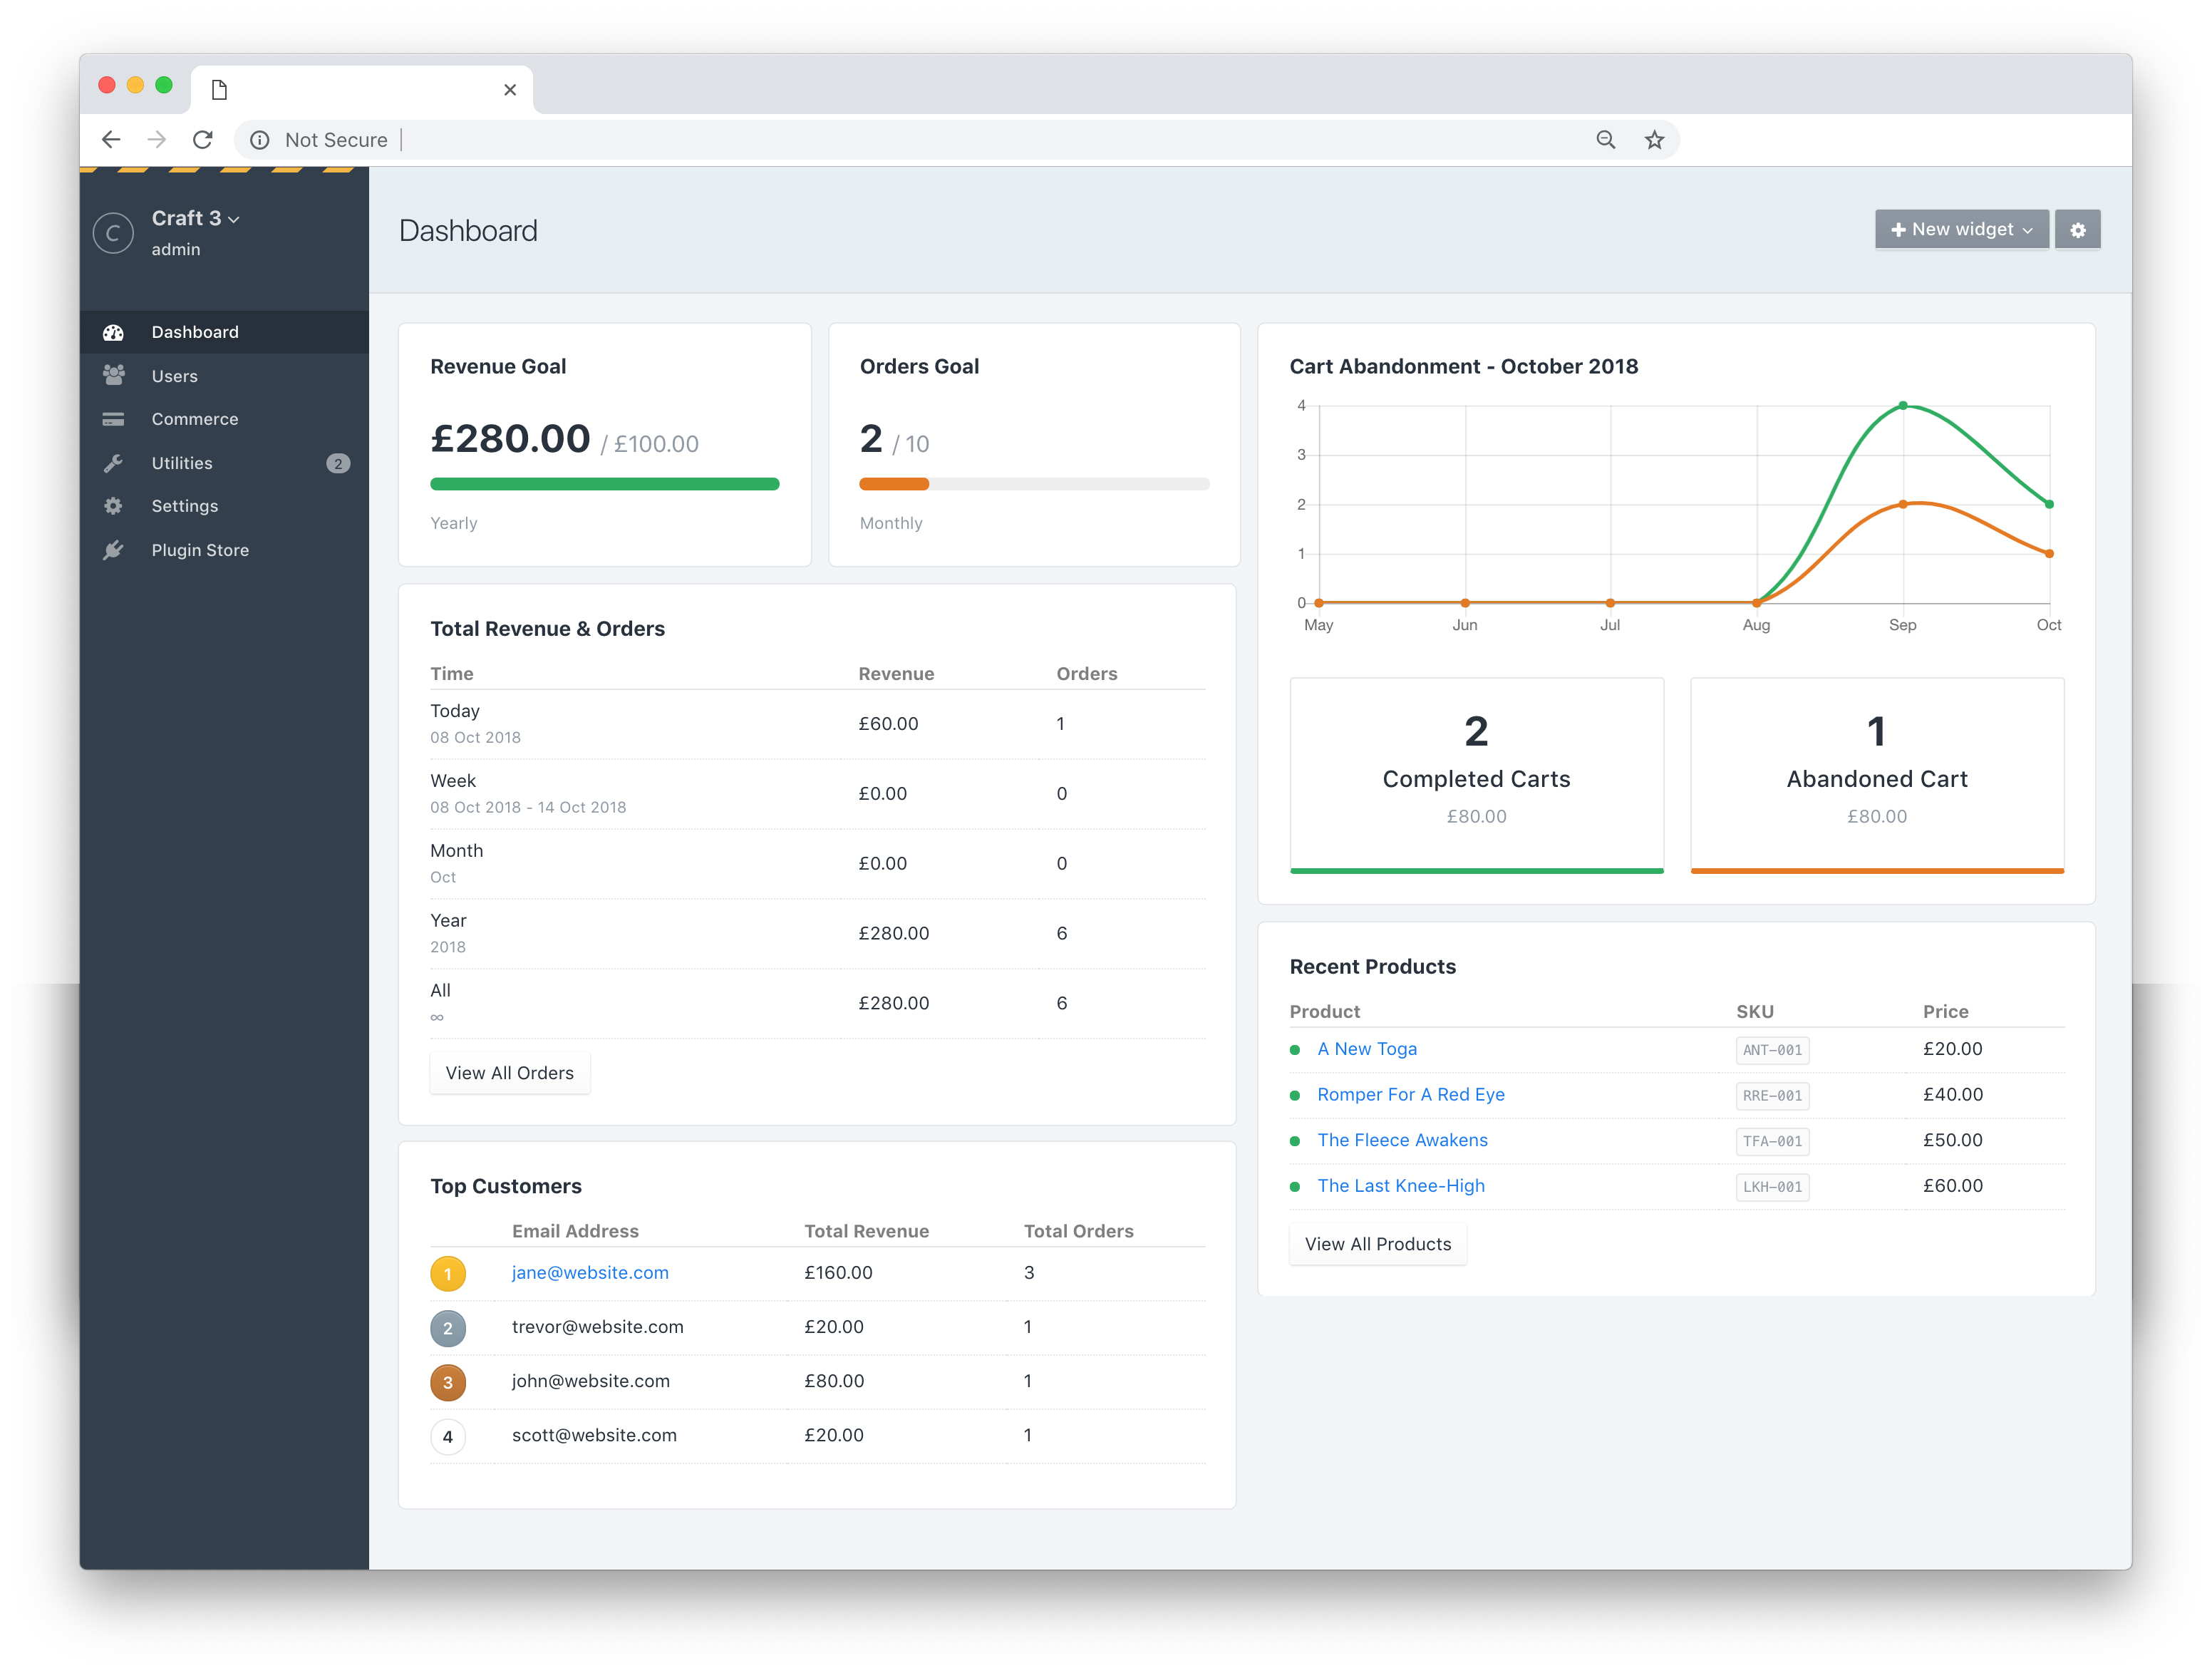 Not Secure
Craft 3
admin
Dashboard
Users
Commerce
Utilities 2
Settings
Plugin Store
Dashboard
New widget
Revenue Goal
£280.00 / £100.00
Yearly
Orders Goal
2 / 10
Monthly
Total Revenue & Orders
Time Revenue Orders
Today
08 Oct 2018
£60.00 1
Week
08 Oct 2018 - 14 Oct 2018
£0.00 0
Month
Oct
£0.00 0
Year
2018
£280.00 6
All
∞
£280.00 6
View All Orders
Top Customers
Email Address Total Revenue Total Orders
1 jane@website.com £160.00 3
2 trevor@website.com £20.00 1
3 john@website.com £80.00 1
4 scott@website.com £20.00 1
Cart Abandonment - October 2018
4
3
2
1
0
May Jun Jul Aug Sep Oct
2
Completed Carts
£80.00
1
Abandoned Cart
£80.00
Recent Products
Product SKU Price
A New Toga ANT-001 £20.00
Romper For A Red Eye RRE-001 £40.00
The Fleece Awakens TFA-001 £50.00
The Last Knee-High LKH-001 £60.00
View All Products